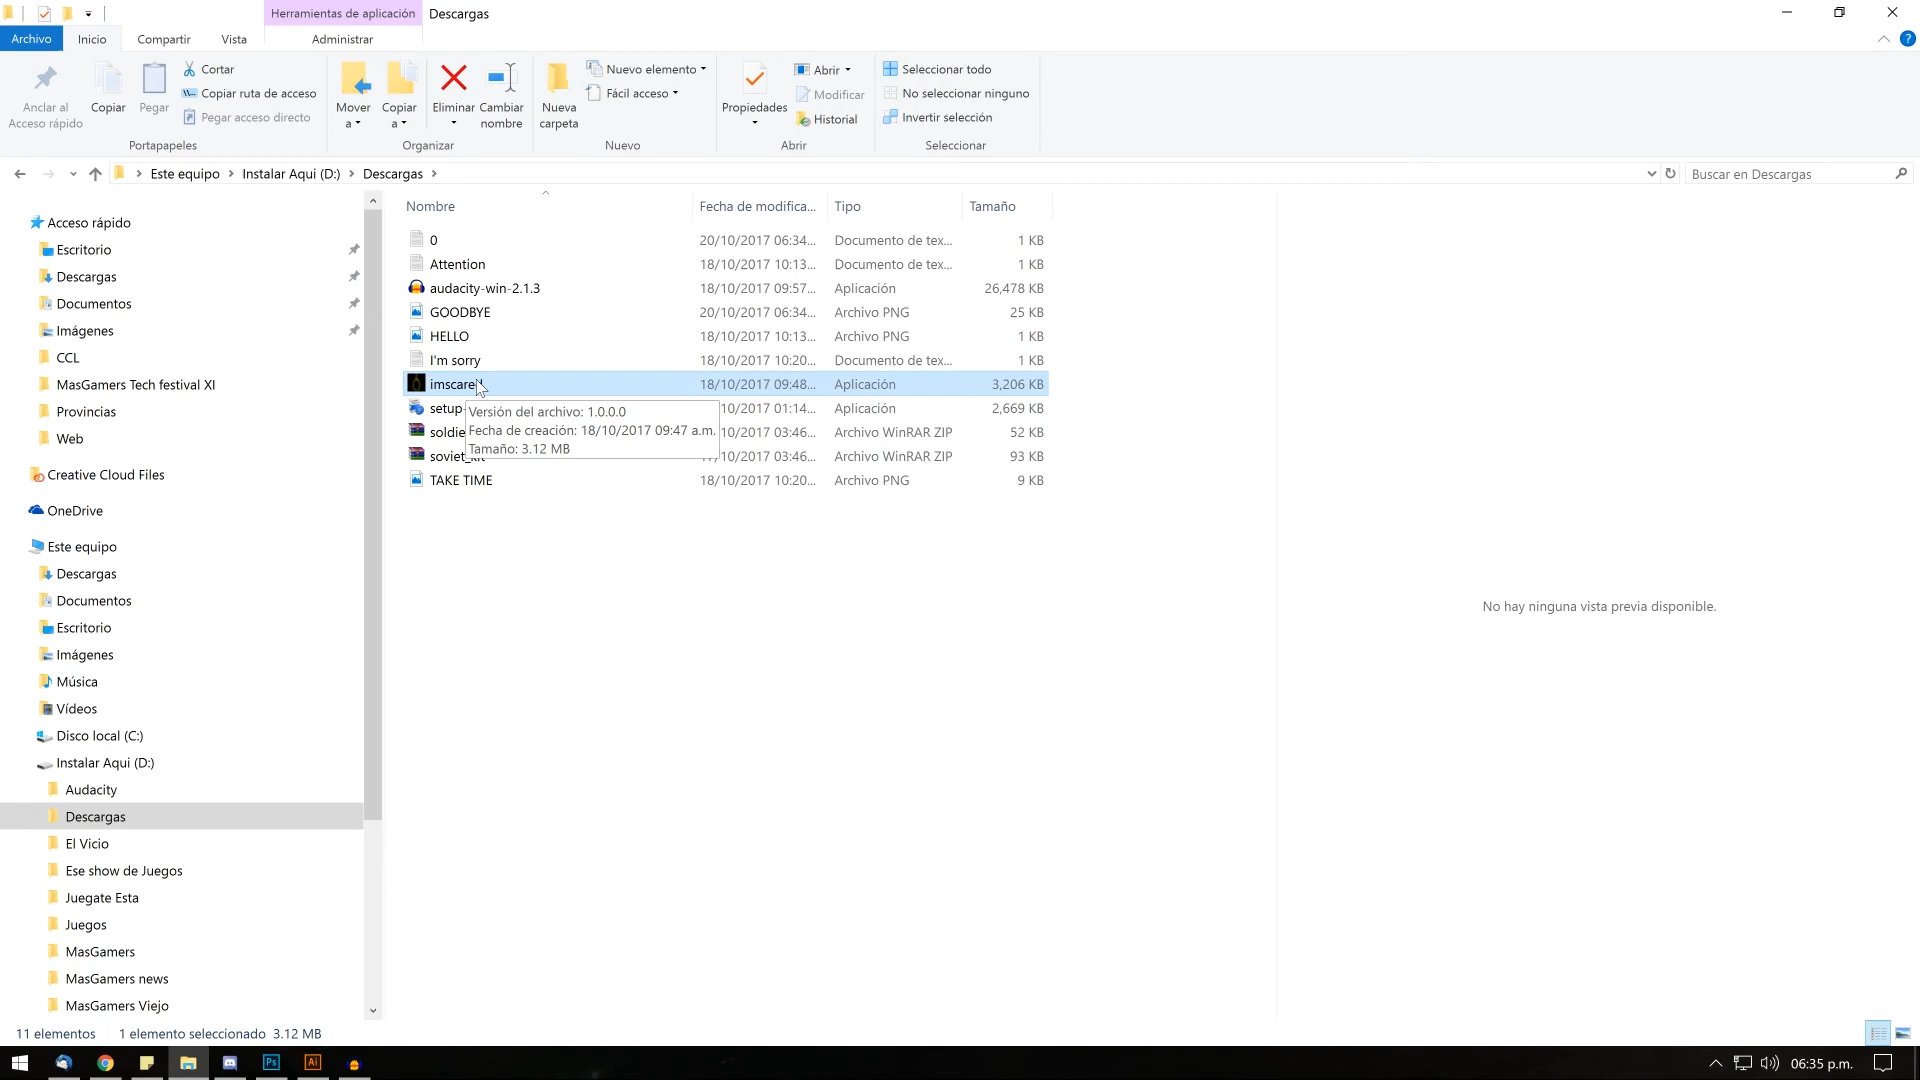 Herramientas de aplicación
Descargas
Archivo
Inicio
Compartir
Vista
Administrar
Anclar al
Acceso rápido
Copiar
Pegar
Cortar
Copiar ruta de acceso
Pegar acceso directo
Portapapeles
Mover
a
Copiar
a
Eliminar
Cambiar
nombre
Organizar
Nueva
carpeta
Nuevo elemento
Fácil acceso
Nuevo
Propiedades
Abrir
Modificar
Historial
Abrir
Seleccionar todo
No seleccionar ninguno
Invertir selección
Seleccionar
Este equipo
Instalar Aqui (D:)
Descargas
Buscar en Descargas
Acceso rápido
Escritorio
Descargas
Documentos
Imágenes
CCL
MasGamers Tech festival XI
Provincias
Web
Creative Cloud Files
OneDrive
Este equipo
Descargas
Documentos
Escritorio
Imágenes
Música
Vídeos
Disco local (C:)
Instalar Aqui (D:)
Audacity
Descargas
El Vicio
Ese show de Juegos
Juegate Esta
Juegos
MasGamers
MasGamers news
MasGamers Viejo
Nombre Fecha de modifica... Tipo Tamaño
0 20/10/2017 06:34... Documento de tex... 1 KB
Attention 18/10/2017 10:13... Documento de tex... 1 KB
audacity-win-2.1.3 18/10/2017 09:57... Aplicación 26,478 KB
GOODBYE 20/10/2017 06:34... Archivo PNG 25 KB
HELLO 18/10/2017 10:13... Archivo PNG 1 KB
I'm sorry 18/10/2017 10:20... Documento de tex... 1 KB
imscared 18/10/2017 09:48... Aplicación 3,206 KB
setup- 10/2017 01:14... Aplicación 2,669 KB
soldie 10/2017 03:46... Archivo WinRAR ZIP 52 KB
soviet_kit 10/2017 03:46... Archivo WinRAR ZIP 93 KB
TAKE TIME 18/10/2017 10:20... Archivo PNG 9 KB
Versión del archivo: 1.0.0.0
Fecha de creación: 18/10/2017 09:47 a.m.
Tamaño: 3.12 MB
No hay ninguna vista previa disponible.
11 elementos
1 elemento seleccionado 3.12 MB
Ps
Ai
06:35 p.m.